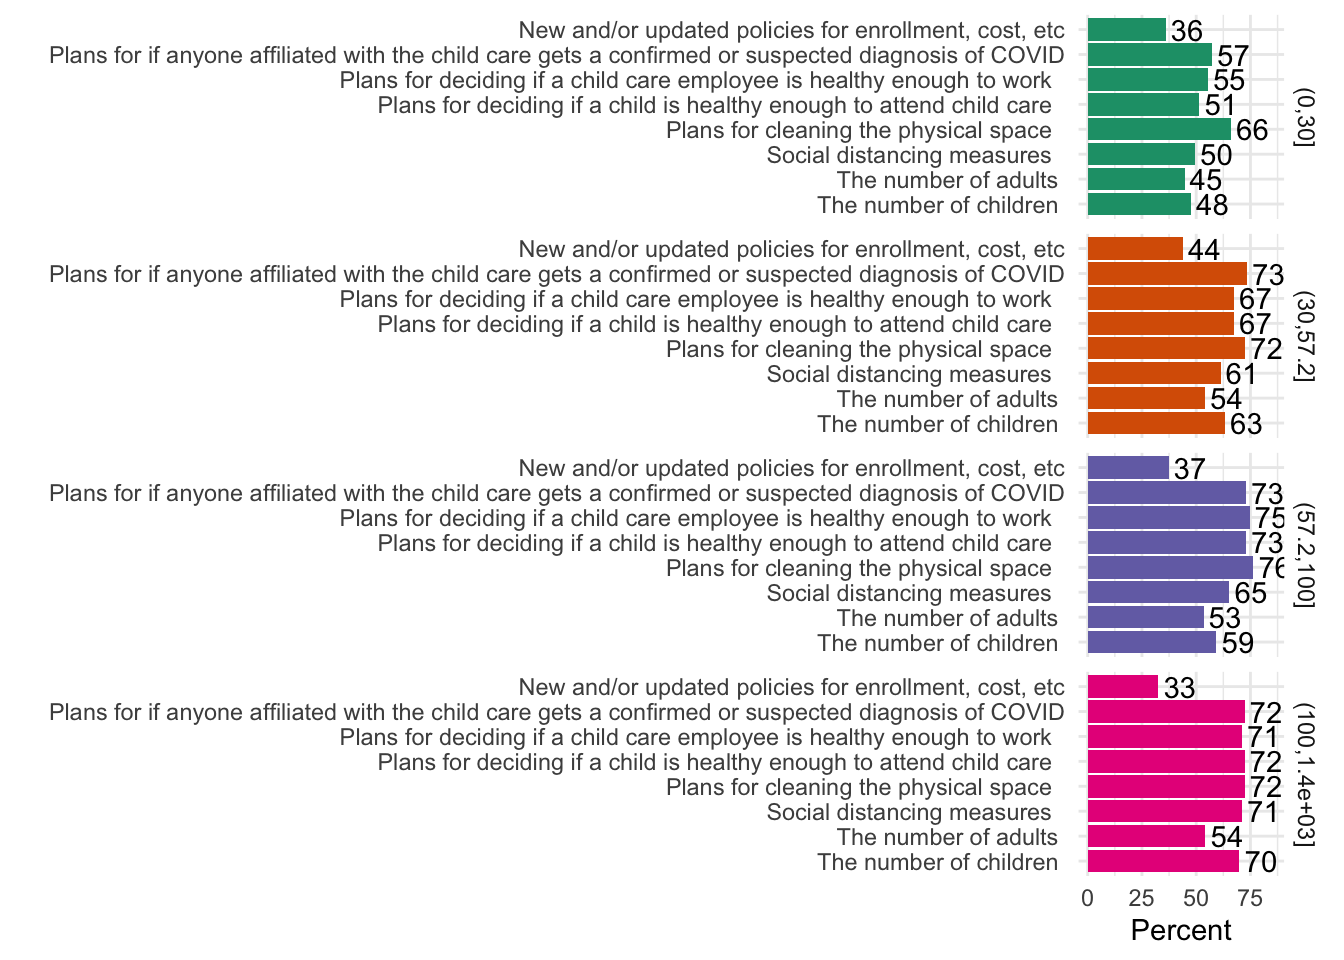 New and/or updated policies for enrollment, cost, etc 36
Plans for if anyone affiliated with the child care gets a confirmed or suspected diagnosis of COVID 57
Plans for deciding if a child care employee is healthy enough to work 55
Plans for deciding if a child is healthy enough to attend child care 51
Plans for cleaning the physical space 66
Social distancing measures 50
The number of adults 45
The number of children 48
(0,30]
New and/or updated policies for enrollment, cost, etc 44
Plans for if anyone affiliated with the child care gets a confirmed or suspected diagnosis of COVID 73
Plans for deciding if a child care employee is healthy enough to work 67
Plans for deciding if a child is healthy enough to attend child care 67
Plans for cleaning the physical space 72
Social distancing measures 61
The number of adults 54
The number of children 63
(30,57.2]
New and/or updated policies for enrollment, cost, etc 37
Plans for if anyone affiliated with the child care gets a confirmed or suspected diagnosis of COVID 73
Plans for deciding if a child care employee is healthy enough to work 75
Plans for deciding if a child is healthy enough to attend child care 73
Plans for cleaning the physical space 76
Social distancing measures 65
The number of adults 53
The number of children 59
(57.2,100]
New and/or updated policies for enrollment, cost, etc 33
Plans for if anyone affiliated with the child care gets a confirmed or suspected diagnosis of COVID 72
Plans for deciding if a child care employee is healthy enough to work 71
Plans for deciding if a child is healthy enough to attend child care 72
Plans for cleaning the physical space 72
Social distancing measures 71
The number of adults 54
The number of children 70
(100,1.4e+03]
0 25 50 75
Percent